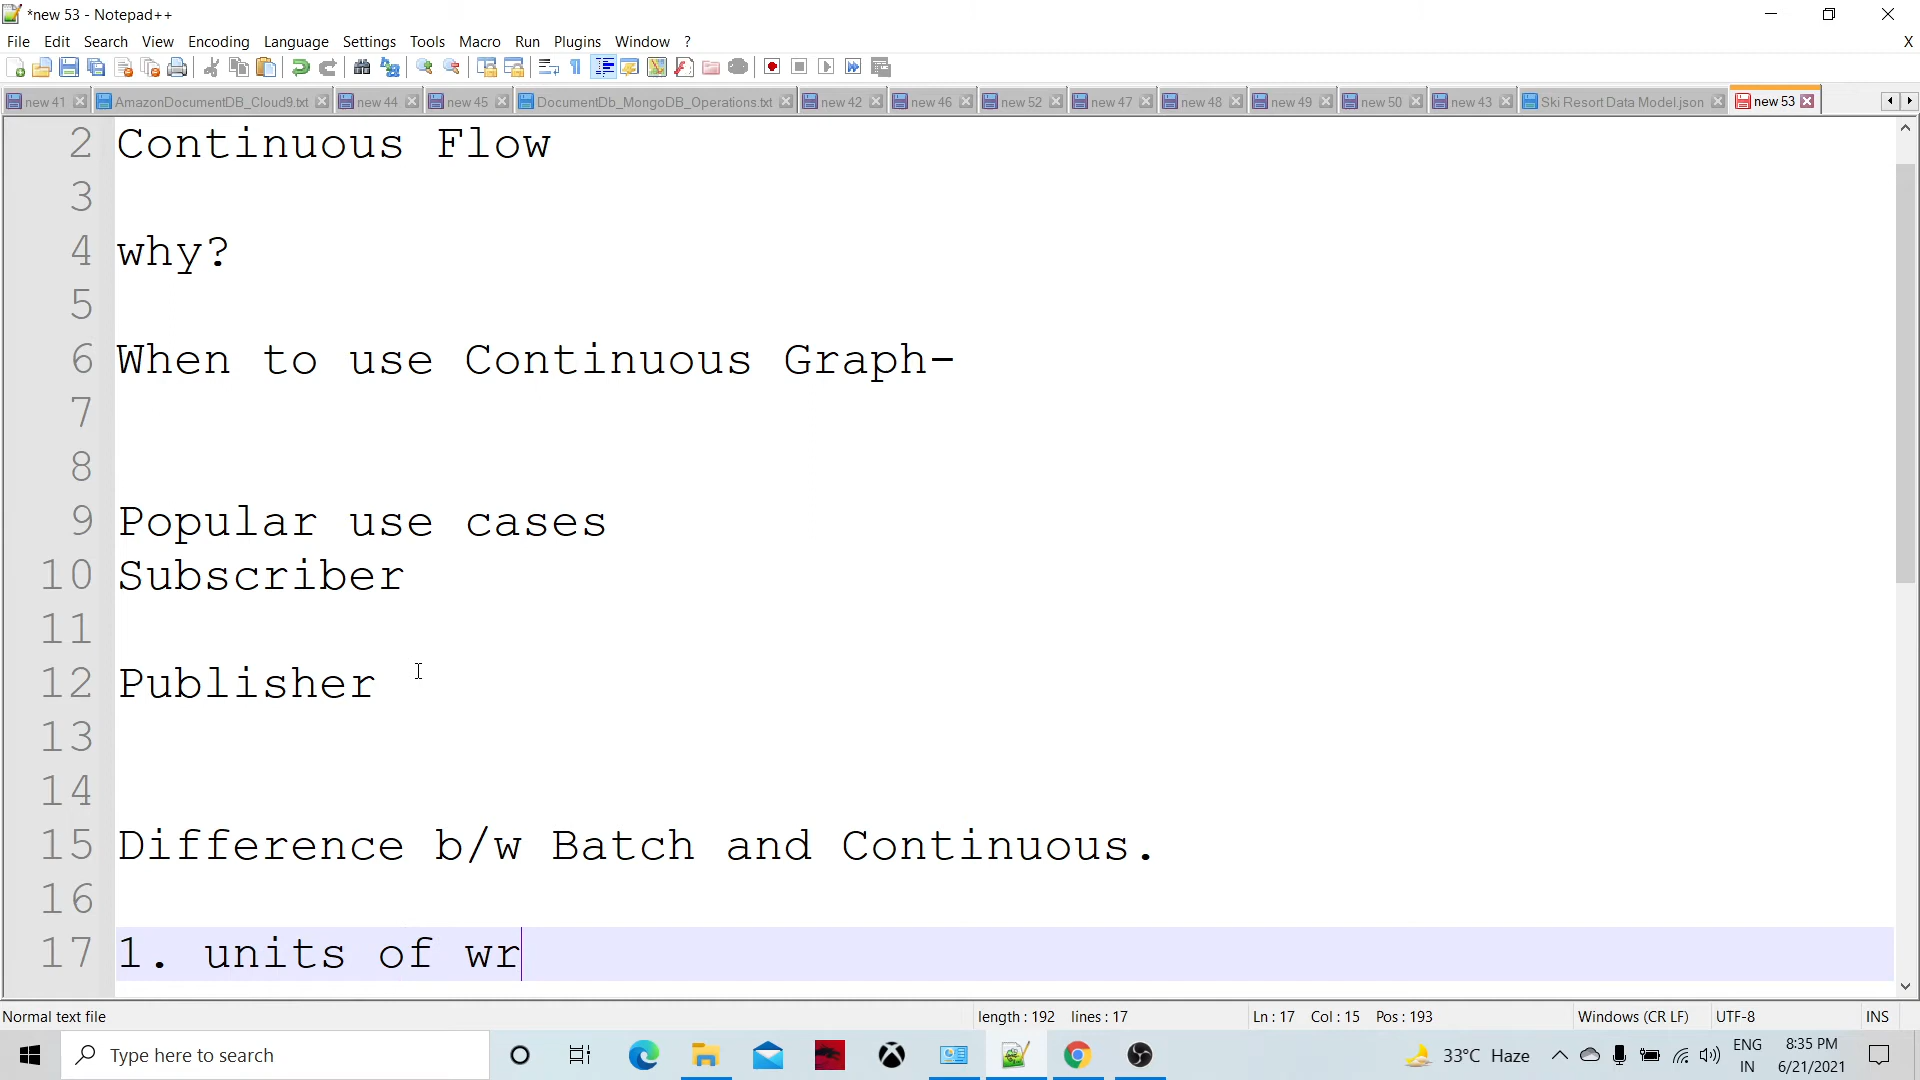 *new 53 - Notepad++
File Edit Search View Encoding Language Settings Tools Macro Run Plugins Window ? X
new 41 AmazonDocumentDB_Cloud9.txt new 44 new 45 DocumentDb_MongoDB_Operations.txt new 42 new 46 new 52 new 47 new 48 new 49 new 50 new 43 Ski Resort Data Model.json new 53
2 Continuous Flow
3
4 why?
5
6 When to use Continuous Graph-
7
8
9 Popular use cases
10 Subscriber
11
12 Publisher
13
14
15 Difference b/w Batch and Continuous.
16
17 1. units of wr
Normal text file length : 192 lines : 17 Ln : 17 Col : 15 Pos : 193 Windows (CR LF) UTF-8 INS
Type here to search 33°C Haze ENG 8:35 PM
IN 6/21/2021